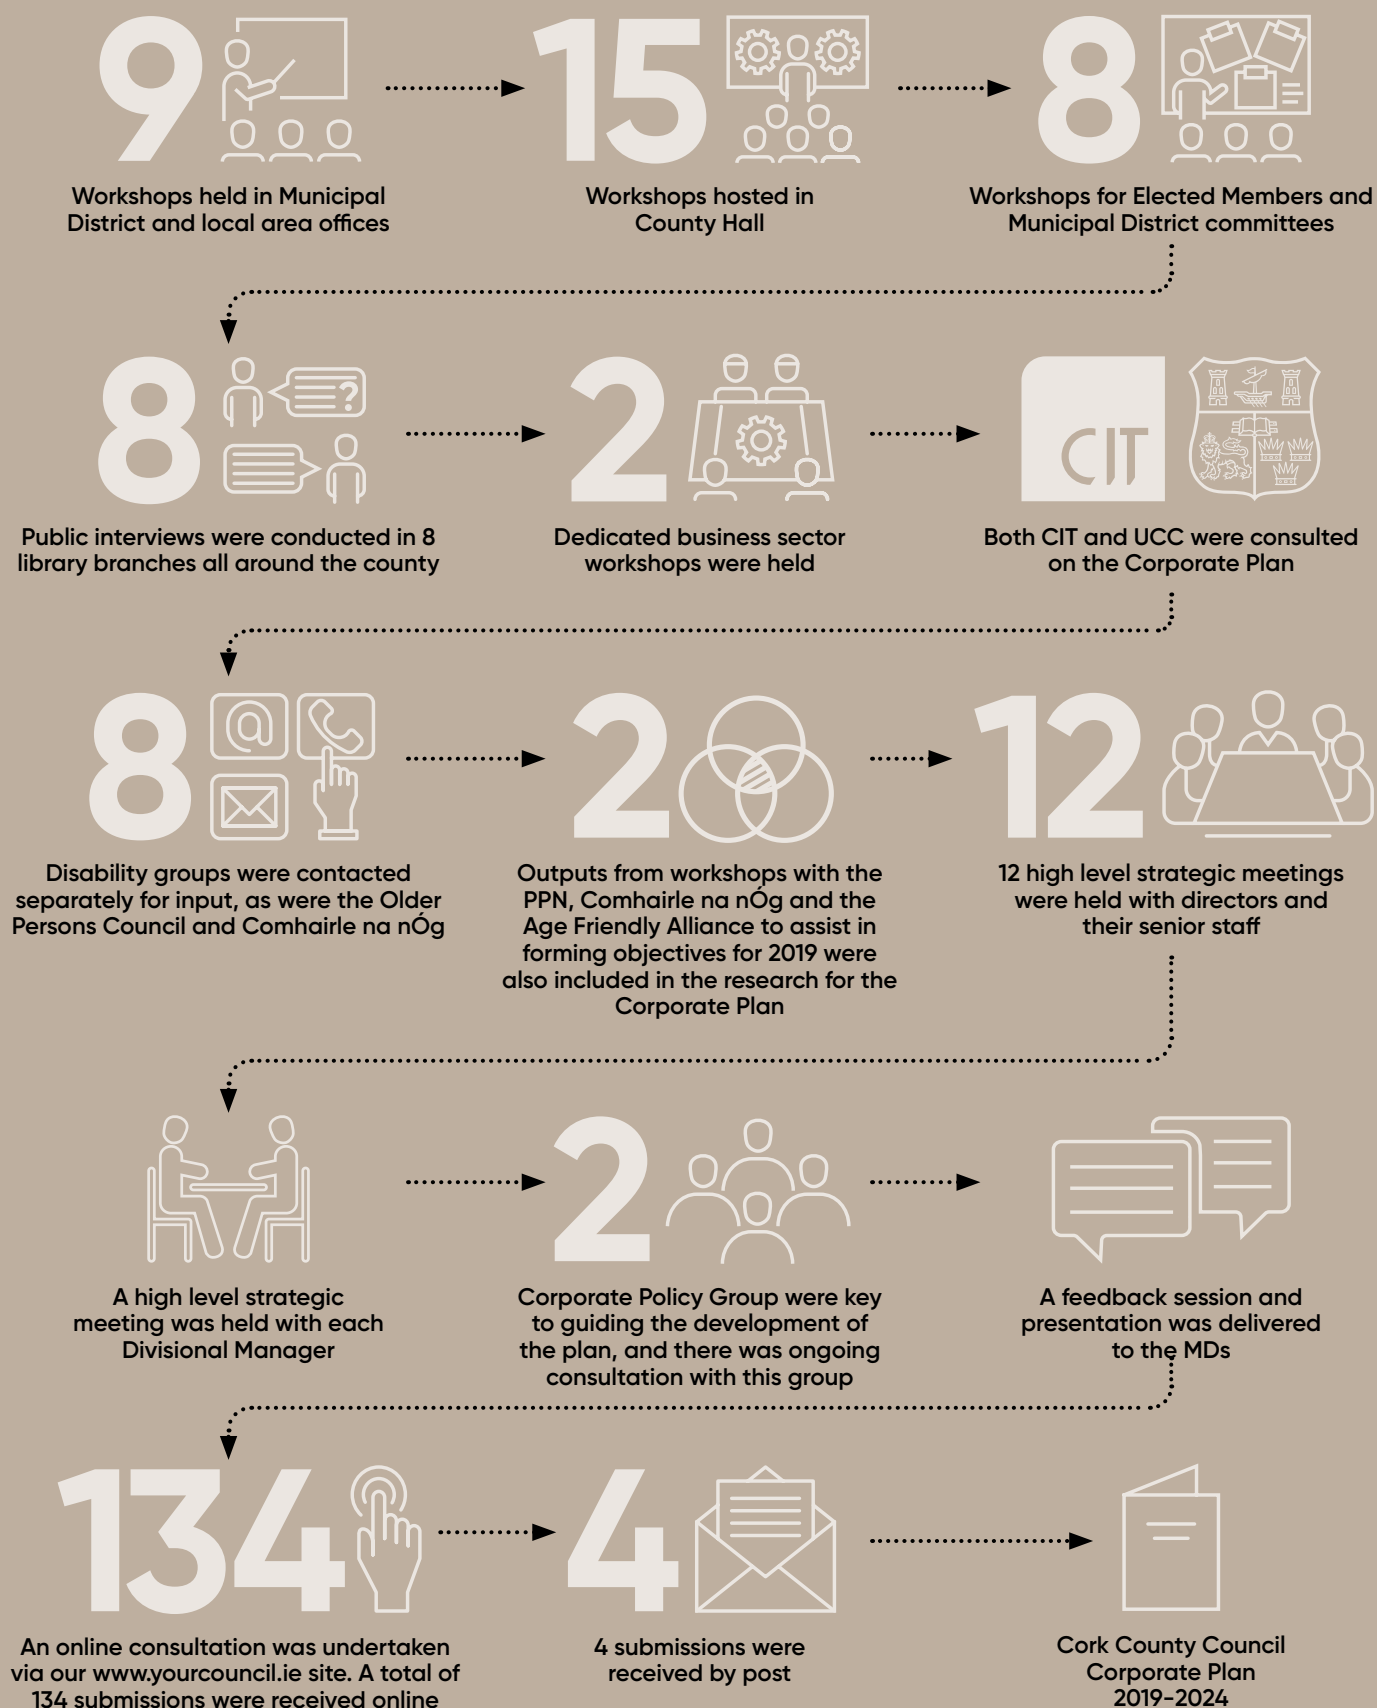 9
Workshops held in Municipal
District and local area offices
15
Workshops hosted in
County Hall
8
Workshops for Elected Members and
Municipal District committees
8
?
Public interviews were conducted in 8
library branches all around the county
2
Dedicated business sector
workshops were held
CIT
Both CIT and UCC were consulted
on the Corporate Plan
8
@
Disability groups were contacted
separately for input, as were the Older
Persons Council and Comhairle na nÓg
2
Outputs from workshops with the
PPN, Comhairle na nÓg and the
Age Friendly Alliance to assist in
forming objectives for 2019 were
also included in the research for the
Corporate Plan
12
12 high level strategic meetings
were held with directors and
their senior staff
A high level strategic
meeting was held with each
Divisional Manager
2
Corporate Policy Group were key
to guiding the development of
the plan, and there was ongoing
consultation with this group
A feedback session and
presentation was delivered
to the MDs
134
An online consultation was undertaken
via our www.yourcouncil.ie site. A total of
134 submissions were received online
4
4 submissions were
received by post
Cork County Council
Corporate Plan
2019-2024